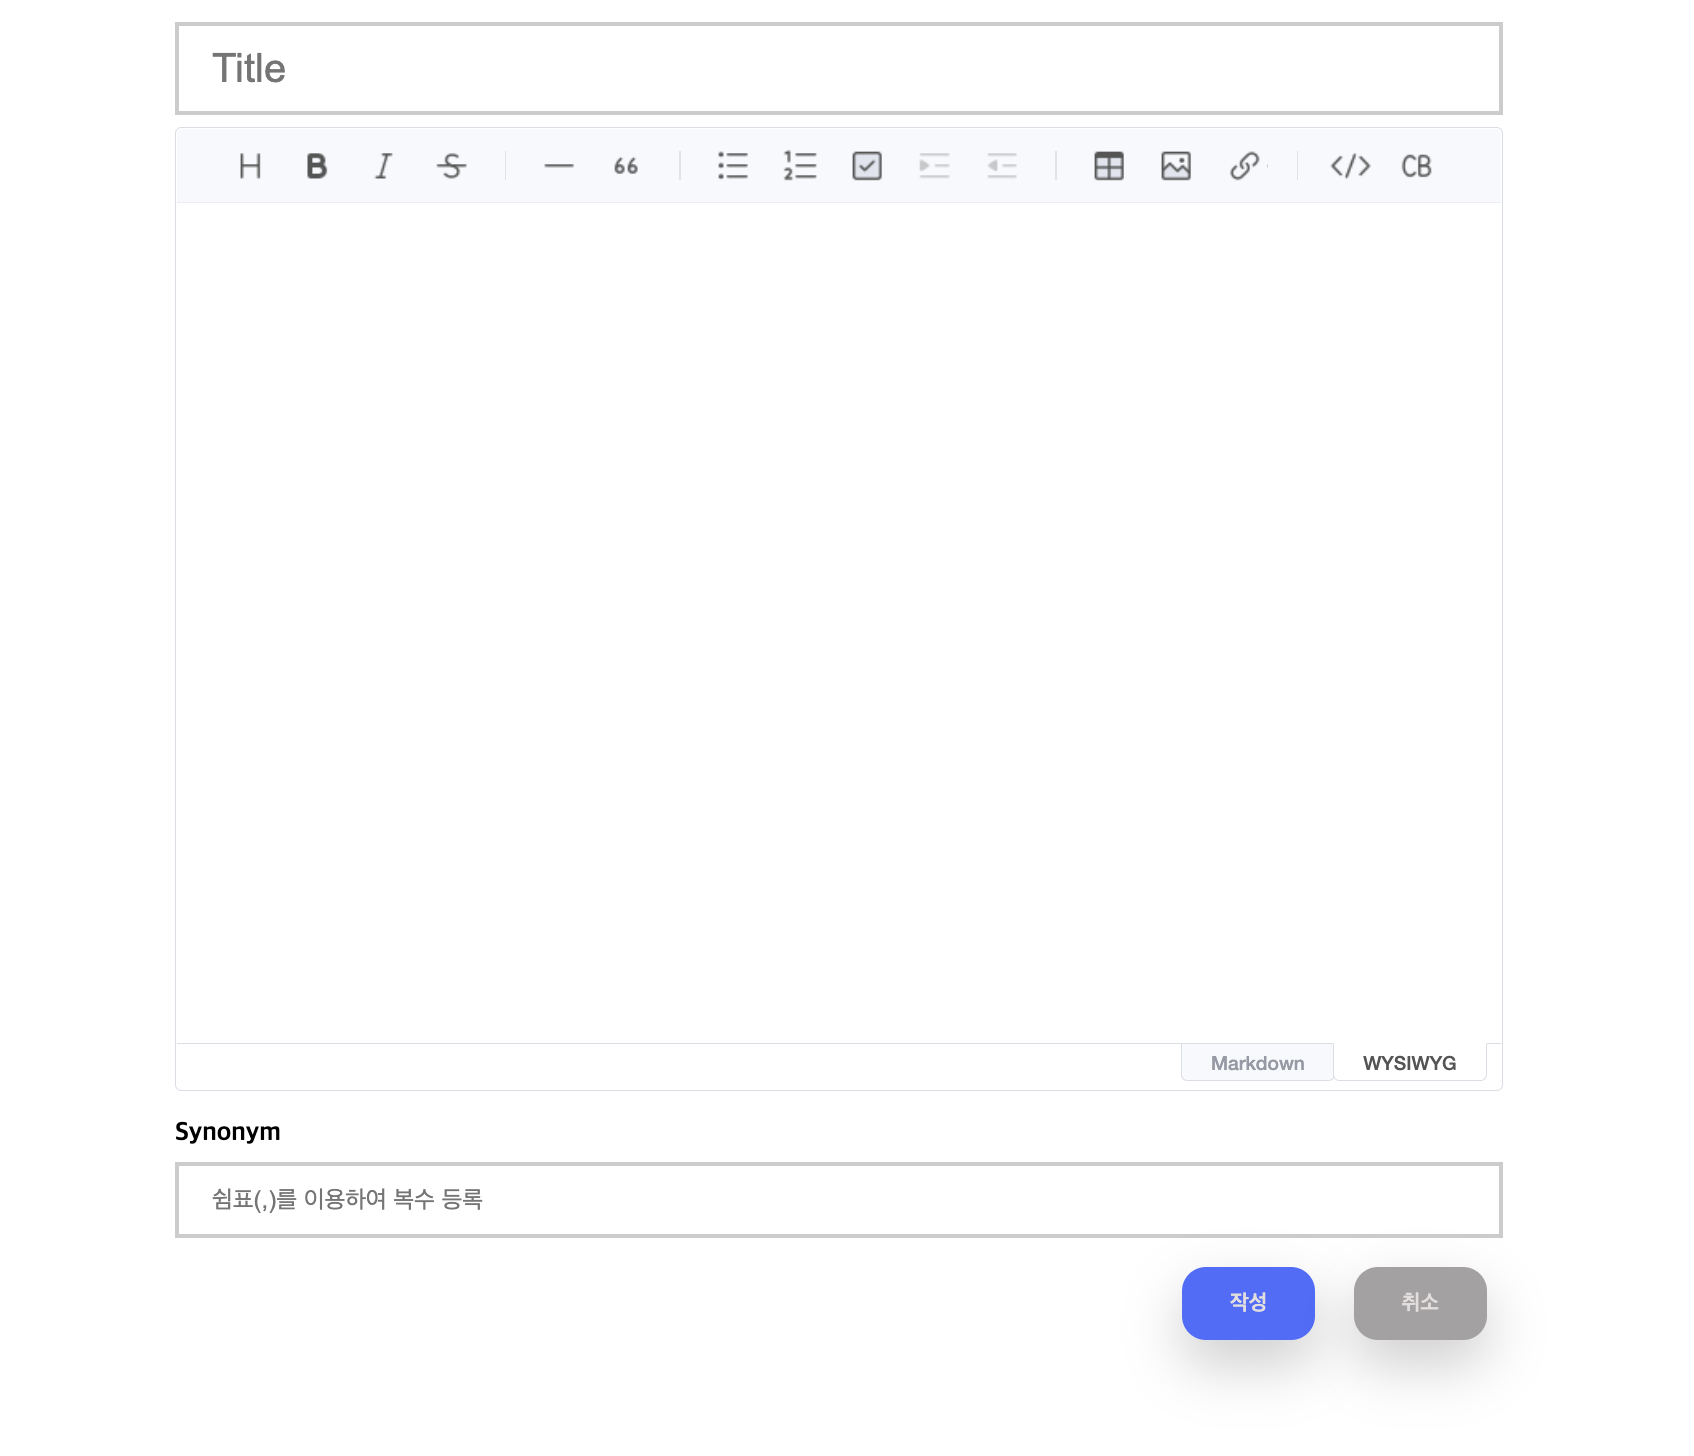 Title
H B I S — 66 </> CB
Markdown WYSIWYG
Synonym
쉼표(,)를 이용하여 복수 등록
작성 취소